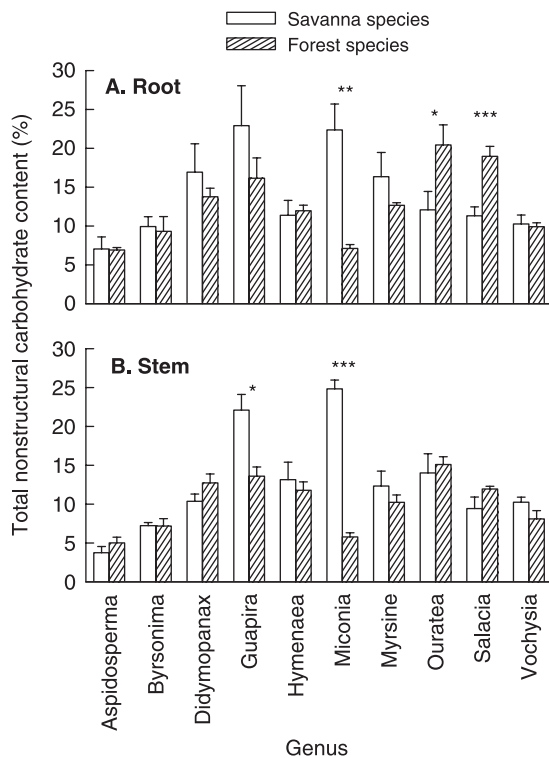 Savanna species
Forest species
Total nonstructural carbohydrate content (%)
A. Root
30
25
20
15
10
5
0
**
*
***
B. Stem
30
25
20
15
10
5
0
*
***
Aspidosperma
Byrsonima
Didymopanax
Guapira
Hymenaea
Miconia
Myrsine
Ouratea
Salacia
Vochysia
Genus